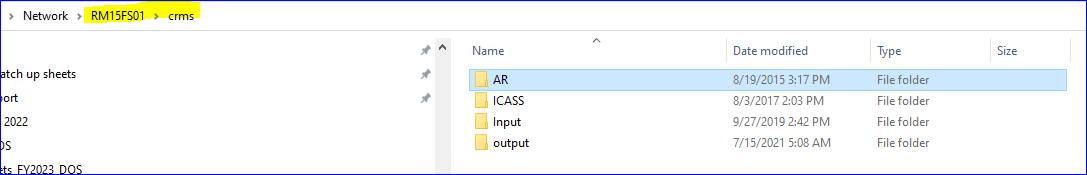 Network > RM15FS01 > crms
Name Date modified Type Size
atch up sheets
port
2022
OS
ets_FY2023_DOS
AR 8/19/2015 3:17 PM File folder
ICASS 8/3/2017 2:03 PM File folder
Input 9/27/2019 2:42 PM File folder
output 7/15/2021 5:08 AM File folder